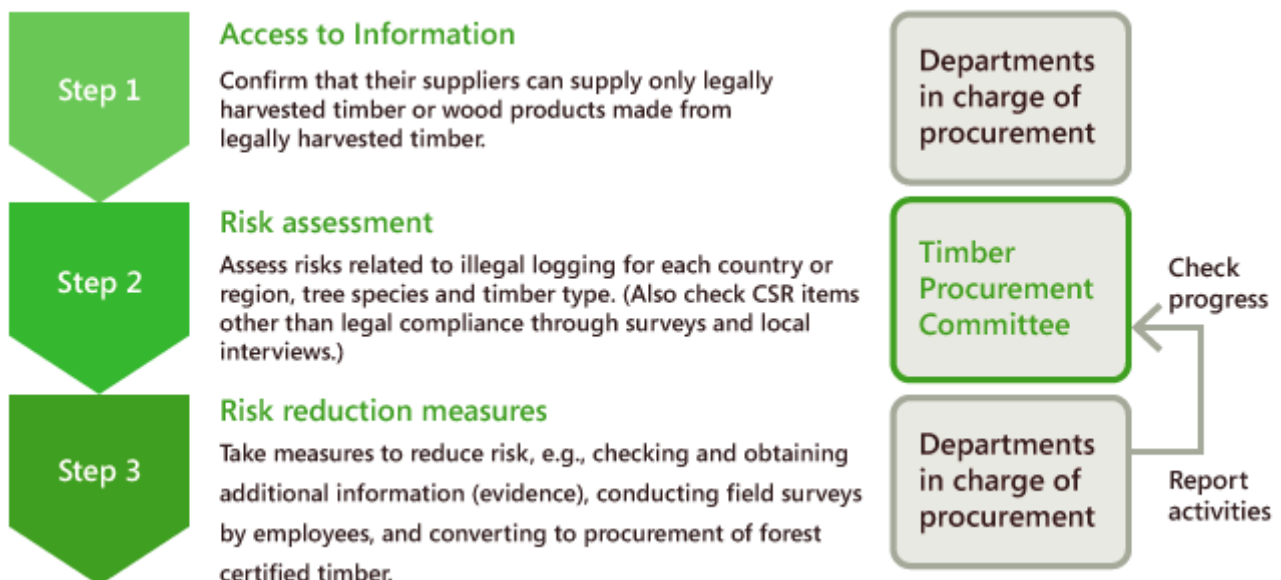 Step 1
Access to Information
Confirm that their suppliers can supply only legally
harvested timber or wood products made from
legally harvested timber.
Departments
in charge of
procurement
Step 2
Risk assessment
Assess risks related to illegal logging for each country or
region, tree species and timber type. (Also check CSR items
other than legal compliance through surveys and local
interviews.)
Timber
Procurement
Committee
Check
progress
Step 3
Risk reduction measures
Take measures to reduce risk, e.g., checking and obtaining
additional information (evidence), conducting field surveys
by employees, and converting to procurement of forest
certified timber.
Departments
in charge of
procurement
Report
activities